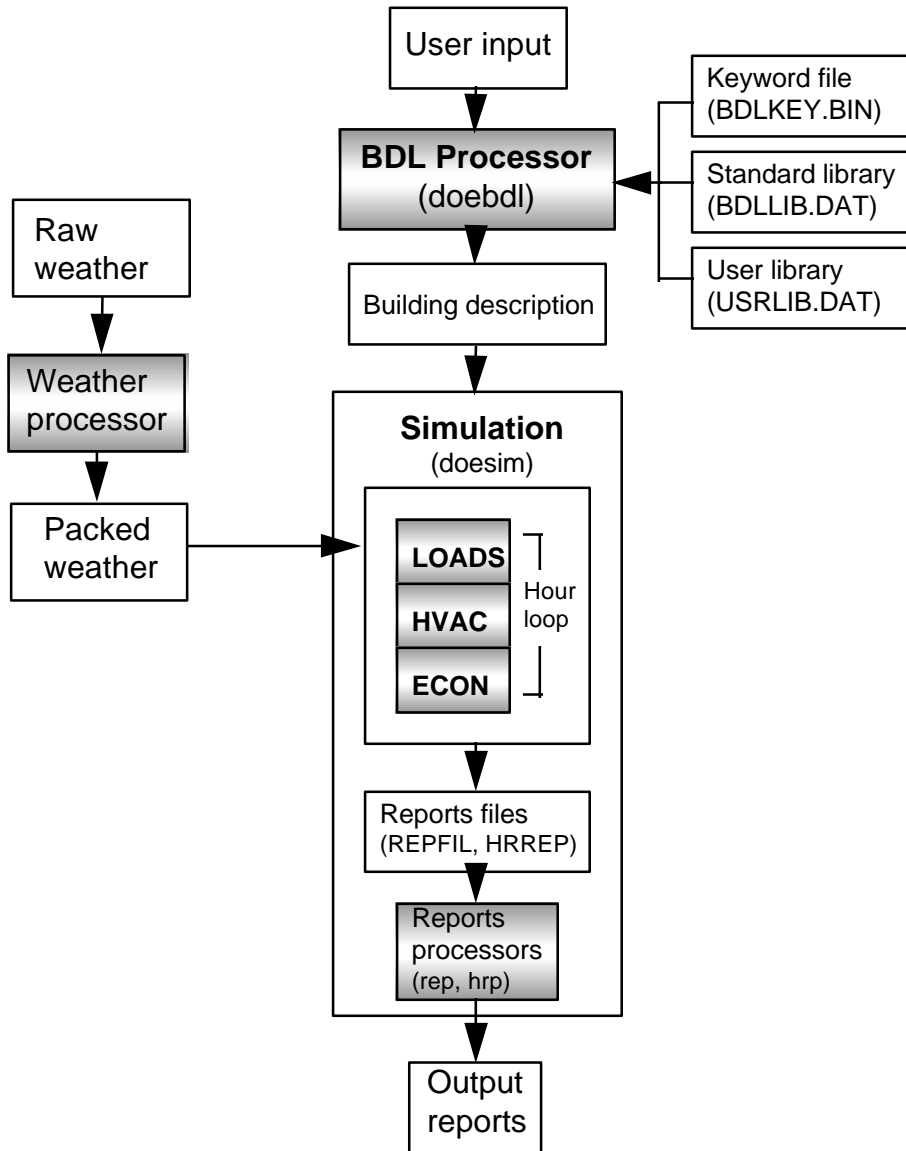 User input
Keyword file
(BDLKEY.BIN)
BDL Processor
(doebdl)
Standard library
(BDLLIB.DAT)
User library
(USRLIB.DAT)
Raw
weather
Building description
Weather
processor
Packed
weather
Simulation
(doesim)
LOADS
HVAC
ECON
Hour
loop
Reports files
(REPFIL, HRREP)
Reports
processors
(rep, hrp)
Output
reports